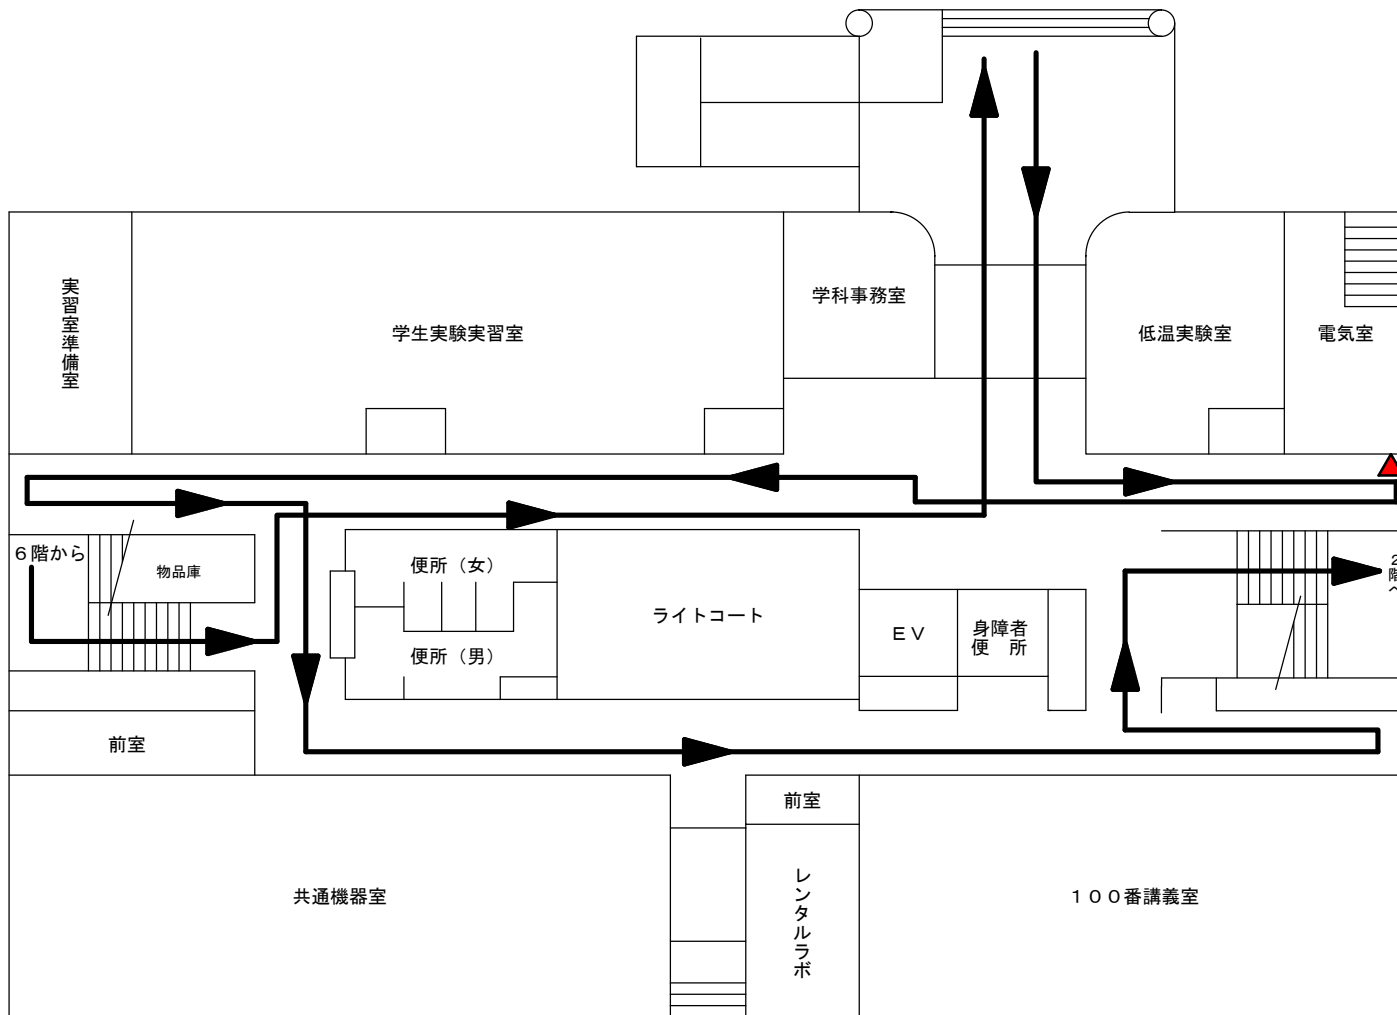 学科事務室
実習室準備室
学生実験実習室
低温実験室
電気室
6階から
物品庫
便所（女）
2階へ
ライトコート
EV
身障者
便　所
便所（男）
前室
前室
共通機器室
レンタルラボ
100番講義室